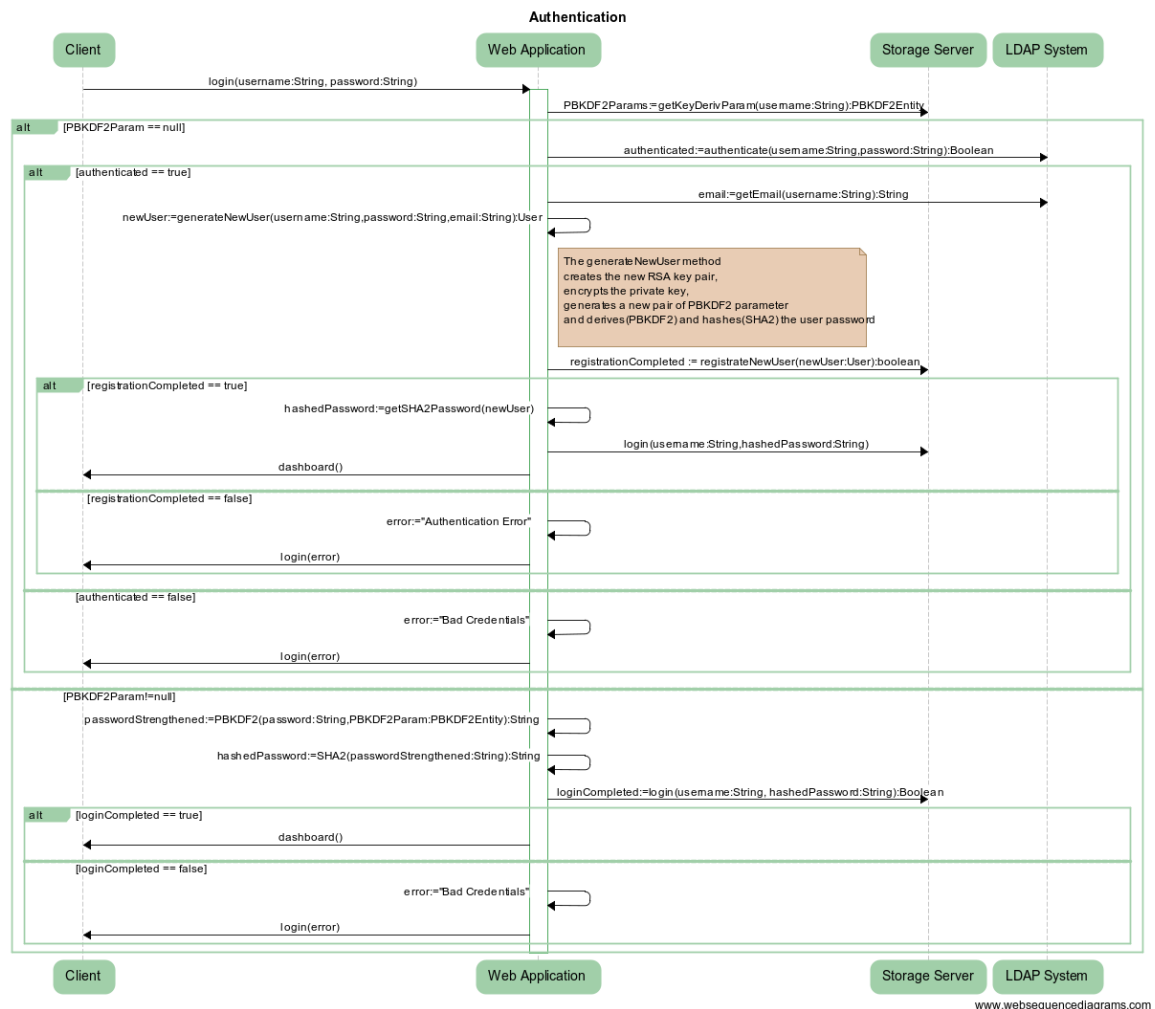 Authentication
Client
Web Application
Storage Server
LDAP System
login(username:String, password:String)
PBKDF2Params:=getKeyDerivParam(username:String):PBKDF2Entity
alt
[PBKDF2Param == null]
authenticated:=authenticate(username:String,password:String):Boolean
alt
[authenticated == true]
email:=getEmail(username:String):String
newUser:=generateNewUser(username:String,password:String,email:String):User
The generateNewUser method
creates the new RSA key pair,
encrypts the private key,
generates a new pair of PBKDF2 parameter
and derives(PBKDF2) and hashes(SHA2) the user password
registrationCompleted := registrateNewUser(newUser:User):boolean
alt
[registrationCompleted == true]
hashedPassword:=getSHA2Password(newUser)
login(username:String,hashedPassword:String)
dashboard()
[registrationCompleted == false]
error:="Authentication Error"
login(error)
[authenticated == false]
error:="Bad Credentials"
login(error)
[PBKDF2Param!=null]
passwordStrengthened:=PBKDF2(password:String,PBKDF2Param:PBKDF2Entity):String
hashedPassword:=SHA2(passwordStrengthened:String):String
loginCompleted:=login(username:String, hashedPassword:String):Boolean
alt
[loginCompleted == true]
dashboard()
[loginCompleted == false]
error:="Bad Credentials"
login(error)
Client
Web Application
Storage Server
LDAP System
www.websequencediagrams.com